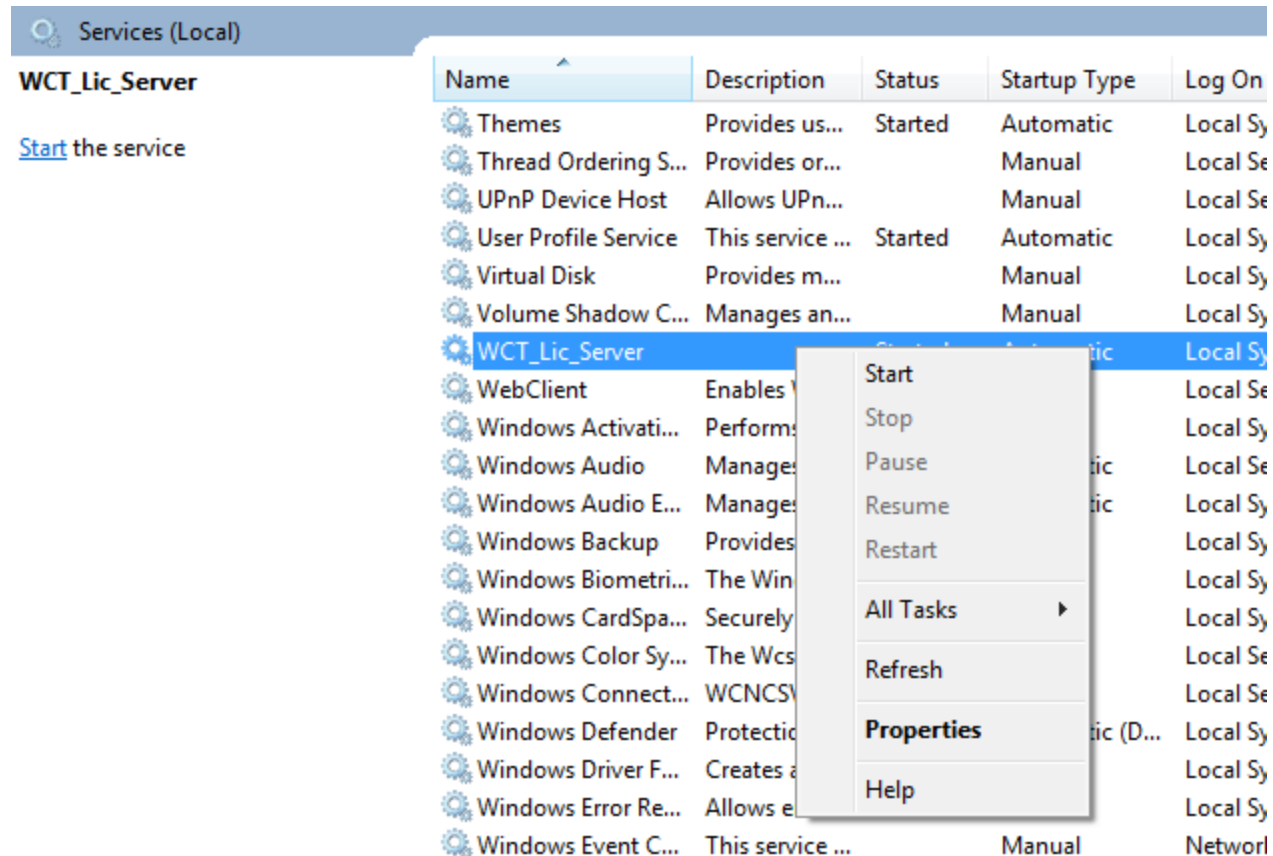 Services (Local)
WCT_Lic_Server
Start the service
Name Description Status Startup Type Log On
Themes Provides us... Started Automatic Local Sy
Thread Ordering S... Provides or... Manual Local Se
UPnP Device Host Allows UPn... Manual Local Se
User Profile Service This service ... Started Automatic Local Sy
Virtual Disk Provides m... Manual Local Sy
Volume Shadow C... Manages an... Manual Local Sy
WCT_Lic_Server tic Local Sy
WebClient Enables Local Se
Windows Activati... Performs Local Sy
Windows Audio Manages tic Local Se
Windows Audio E... Manages tic Local Sy
Windows Backup Provides Local Sy
Windows Biometri... The Win Local Sy
Windows CardSpa... Securely Local Sy
Windows Color Sy... The Wcs Local Se
Windows Connect... WCNCSV Local Se
Windows Defender Protectio tic (D... Local Sy
Windows Driver F... Creates a Local Sy
Windows Error Re... Allows e Local Sy
Windows Event C... This service ... Manual Network
Start
Stop
Pause
Resume
Restart
All Tasks
Refresh
Properties
Help